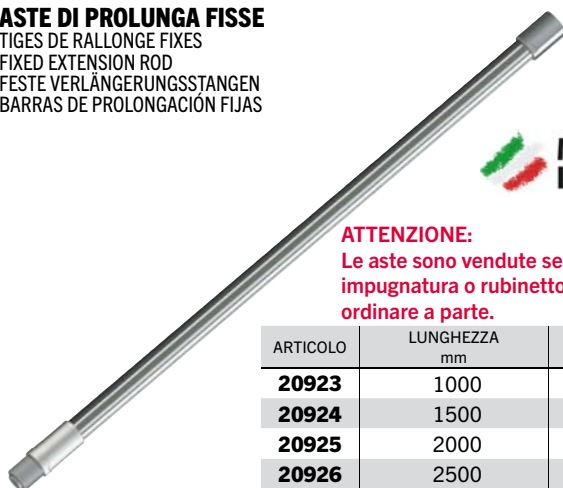 ASTE DI PROLUNGA FISSE
TIGES DE RALLONGE FIXES
FIXED EXTENSION ROD
FESTE VERLÄNGERUNGSSTANGEN
BARRAS DE PROLONGACIÓN FIJAS
ATTENZIONE:
Le aste sono vendute
impugnatura o rubinetto
ordinare a parte.
ARTICOLO LUNGHEZZA
mm
20923 1000
20924 1500
20925 2000
20926 2500